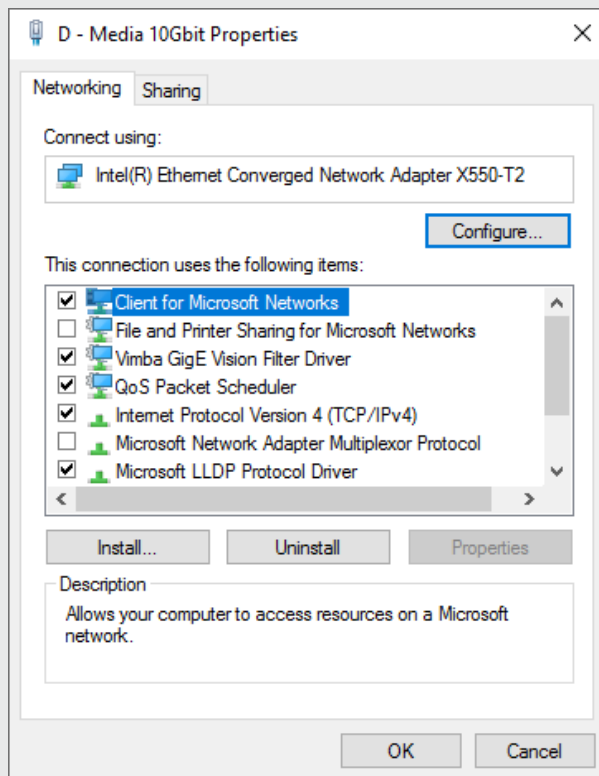 D - Media 10Gbit Properties
Networking
Sharing
Connect using:
Intel(R) Ethernet Converged Network Adapter X550-T2
Configure...
This connection uses the following items:
Client for Microsoft Networks
File and Printer Sharing for Microsoft Networks
Vimba GigE Vision Filter Driver
QoS Packet Scheduler
Internet Protocol Version 4 (TCP/IPv4)
Microsoft Network Adapter Multiplexor Protocol
Microsoft LLDP Protocol Driver
Install...
Uninstall
Properties
Description
Allows your computer to access resources on a Microsoft
network.
OK
Cancel